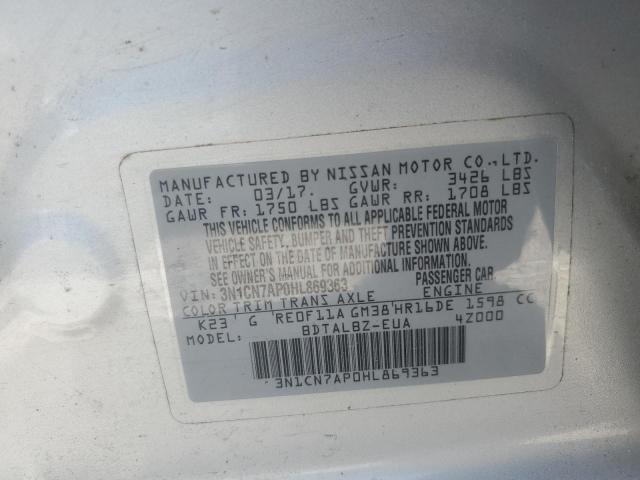 MANUFACTURED BY NISSAN MOTOR CO.,LTD.
DATE: 03/17. GVWR: 3426 LBS
GAWR FR: 1750 LBS GAWR RR: 1708 LBS
THIS VEHICLE CONFORMS TO ALL APPLICABLE FEDERAL MOTOR
VEHICLE SAFETY, BUMPER AND THEFT PREVENTION STANDARDS
IN EFFECT ON THE DATE OF MANUFACTURE SHOWN ABOVE.
SEE OWNER'S MANUAL FOR ADDITIONAL INFORMATION.
VIN: 3N1CN7AP0HL869363 PASSENGER CAR
COLOR TRIM TRANS AXLE ENGINE
K23 G RE0F11A GM38 HR16DE 1598 CC
BDTALBZ-EUA 4Z000
3N1CN7AP0HL869363